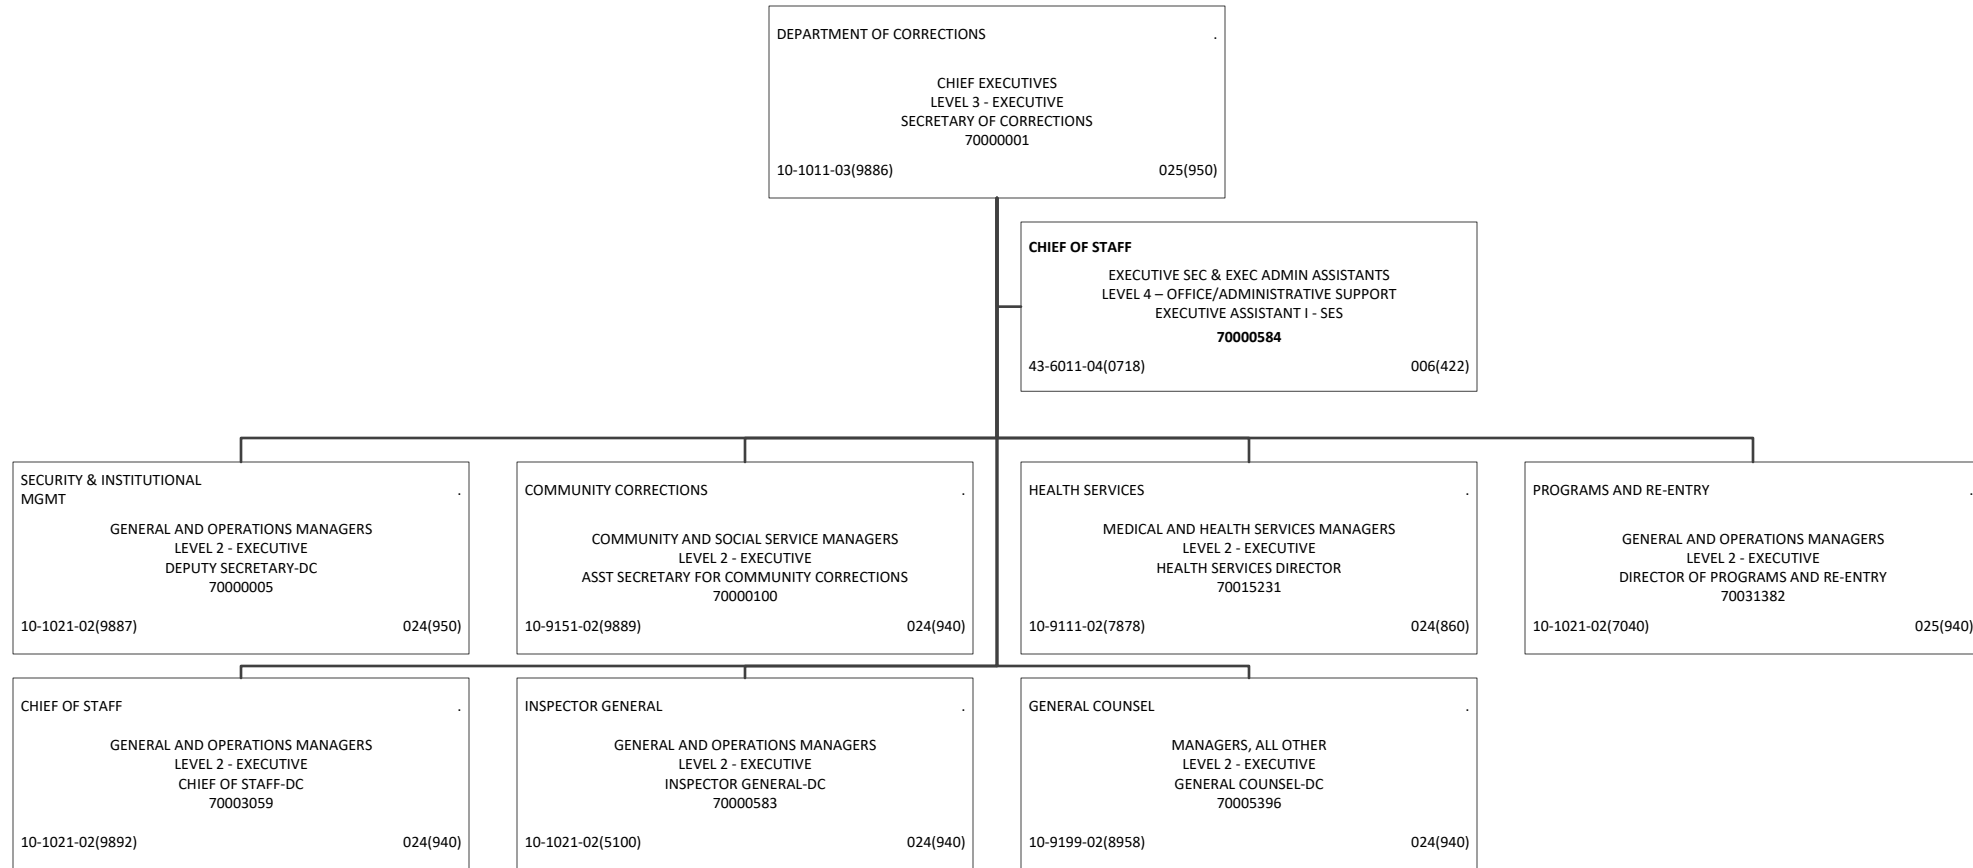 DEPARTMENT OF CORRECTIONS .
CHIEF EXECUTIVES
LEVEL 3 - EXECUTIVE
SECRETARY OF CORRECTIONS
70000001
10-1011-03(9886) 025(950)
CHIEF OF STAFF
EXECUTIVE SEC & EXEC ADMIN ASSISTANTS
LEVEL 4 – OFFICE/ADMINISTRATIVE SUPPORT
EXECUTIVE ASSISTANT I - SES
70000584
43-6011-04(0718) 006(422)
SECURITY & INSTITUTIONAL
MGMT .
GENERAL AND OPERATIONS MANAGERS
LEVEL 2 - EXECUTIVE
DEPUTY SECRETARY-DC
70000005
10-1021-02(9887) 024(950)
COMMUNITY CORRECTIONS .
COMMUNITY AND SOCIAL SERVICE MANAGERS
LEVEL 2 - EXECUTIVE
ASST SECRETARY FOR COMMUNITY CORRECTIONS
70000100
10-9151-02(9889) 024(940)
HEALTH SERVICES .
MEDICAL AND HEALTH SERVICES MANAGERS
LEVEL 2 - EXECUTIVE
HEALTH SERVICES DIRECTOR
70015231
10-9111-02(7878) 024(860)
PROGRAMS AND RE-ENTRY .
GENERAL AND OPERATIONS MANAGERS
LEVEL 2 - EXECUTIVE
DIRECTOR OF PROGRAMS AND RE-ENTRY
70031382
10-1021-02(7040) 025(940)
CHIEF OF STAFF .
GENERAL AND OPERATIONS MANAGERS
LEVEL 2 - EXECUTIVE
CHIEF OF STAFF-DC
70003059
10-1021-02(9892) 024(940)
INSPECTOR GENERAL .
GENERAL AND OPERATIONS MANAGERS
LEVEL 2 - EXECUTIVE
INSPECTOR GENERAL-DC
70000583
10-1021-02(5100) 024(940)
GENERAL COUNSEL .
MANAGERS, ALL OTHER
LEVEL 2 - EXECUTIVE
GENERAL COUNSEL-DC
70005396
10-9199-02(8958) 024(940)